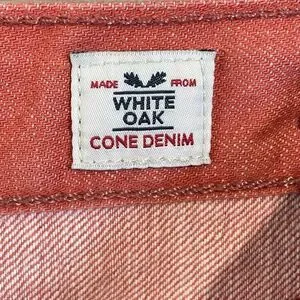 MADE FROM
WHITE
OAK
CONE DENIM